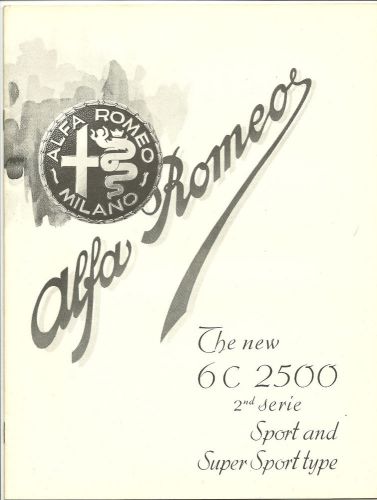 ALFA ROMEO
MILANO
Alfa Romeo
The new
6C 2500
2nd serie
Sport and
Super Sport type